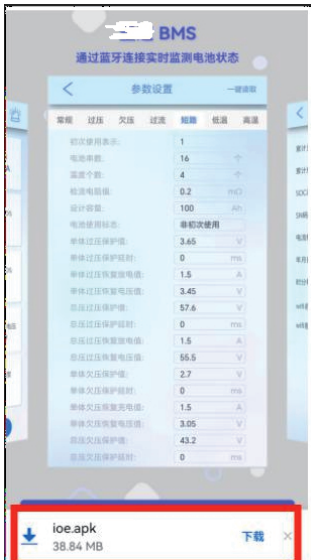 BMS
通过蓝牙连接实时监测电池状态
参数设置
一键读取
常规 过压 欠压 过流 短路 低温 高温
初次使用表示: 1
电池串数: 16 个
温度个数: 4 个
检流电阻值: 0.2 mΩ
设计容量: 100 Ah
电池使用标志: 非初次使用
单体过压保护值: 3.65 V
单体过压保护延时: 0 ms
单体过压恢复放电值: 1.5 A
单体过压恢复电压值: 3.45 V
总压过压保护值: 57.6 V
总压过压保护延时: 0 ms
总压过压恢复放电值: 1.5 A
总压过压恢复电压值: 55.5 V
单体欠压保护值: 2.7 V
单体欠压保护延时: 0 ms
单体欠压恢复充电值: 1.5 A
单体欠压恢复电压值: 3.05 V
总压欠压保护值: 43.2 V
总压欠压保护延时: 0 ms
ioe.apk
38.84 MB
下载